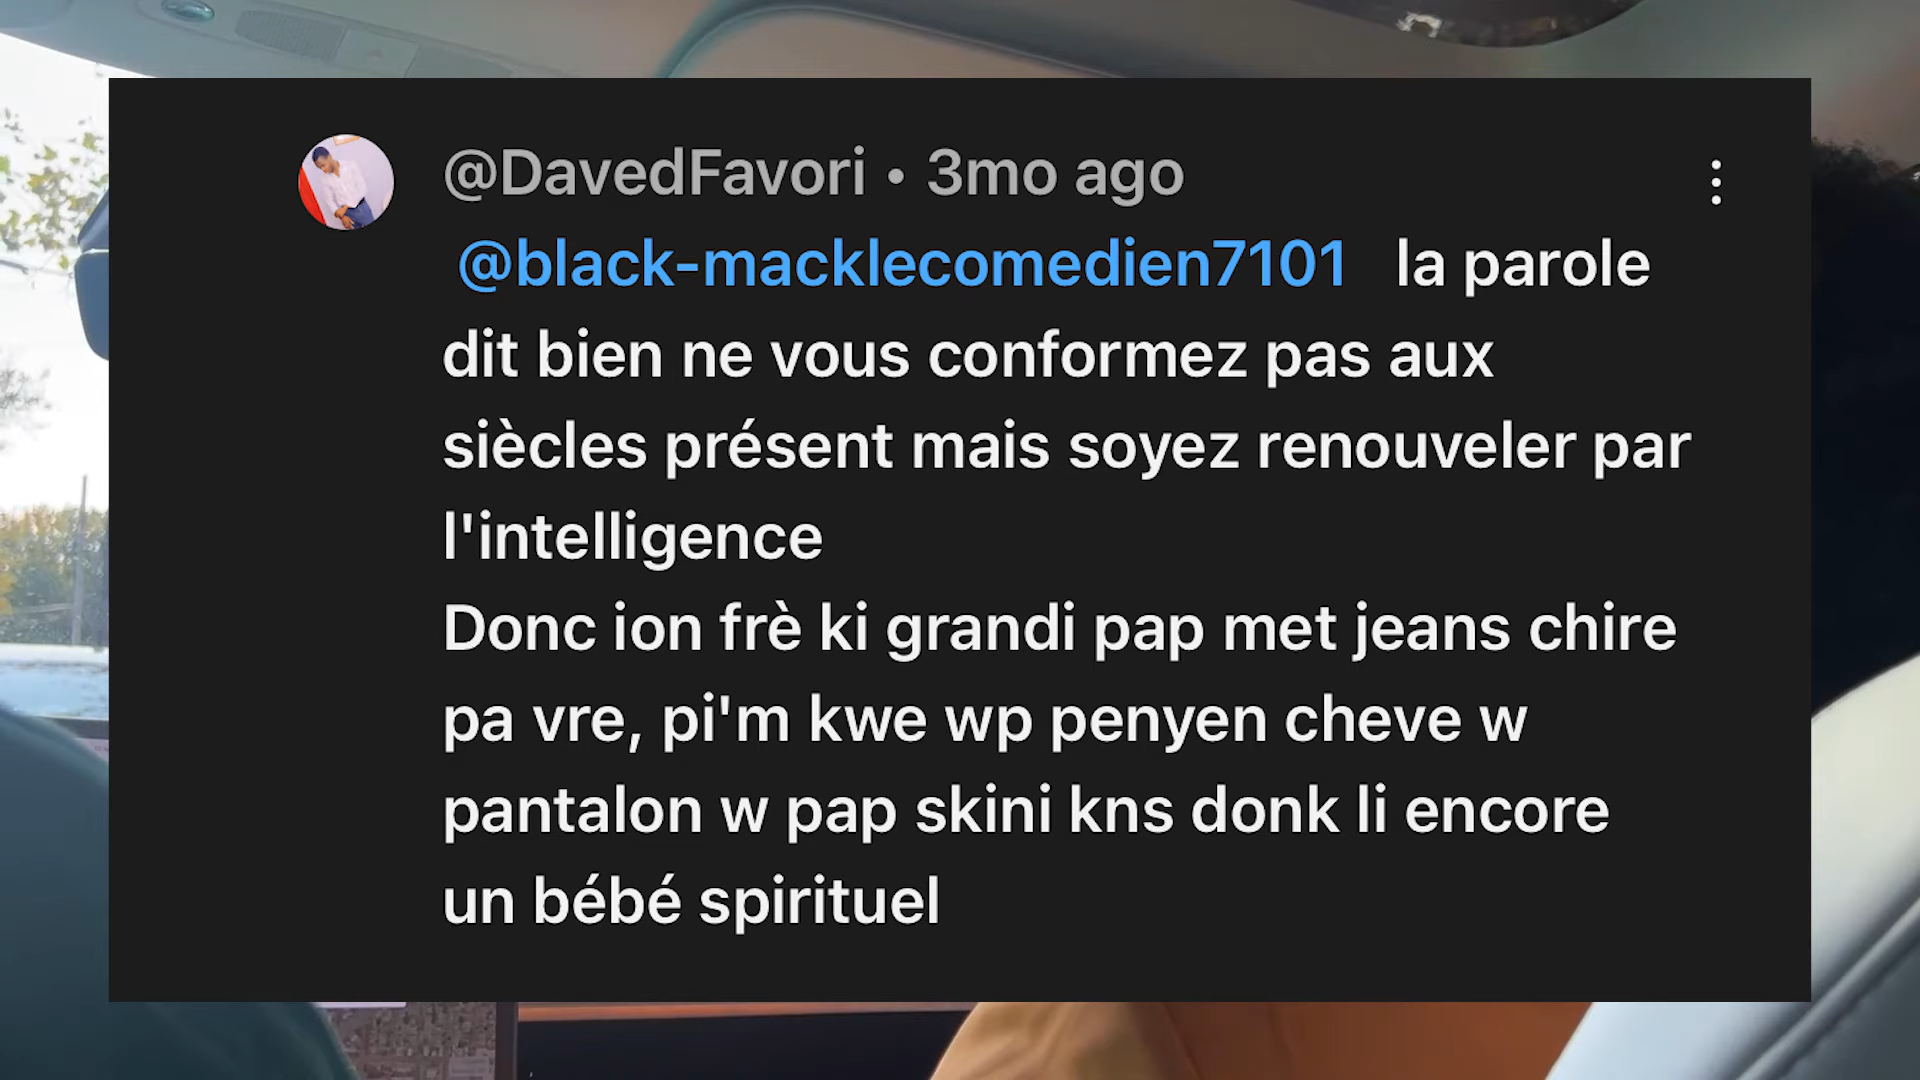 @DavedFavori • 3mo ago
@black-macklecomedien7101 la parole
dit bien ne vous conformez pas aux
siècles présent mais soyez renouveler par
l'intelligence
Donc ion frè ki grandi pap met jeans chire
pa vre, pi'm kwe wp penyen cheve w
pantalon w pap skini kns donk li encore
un bébé spirituel